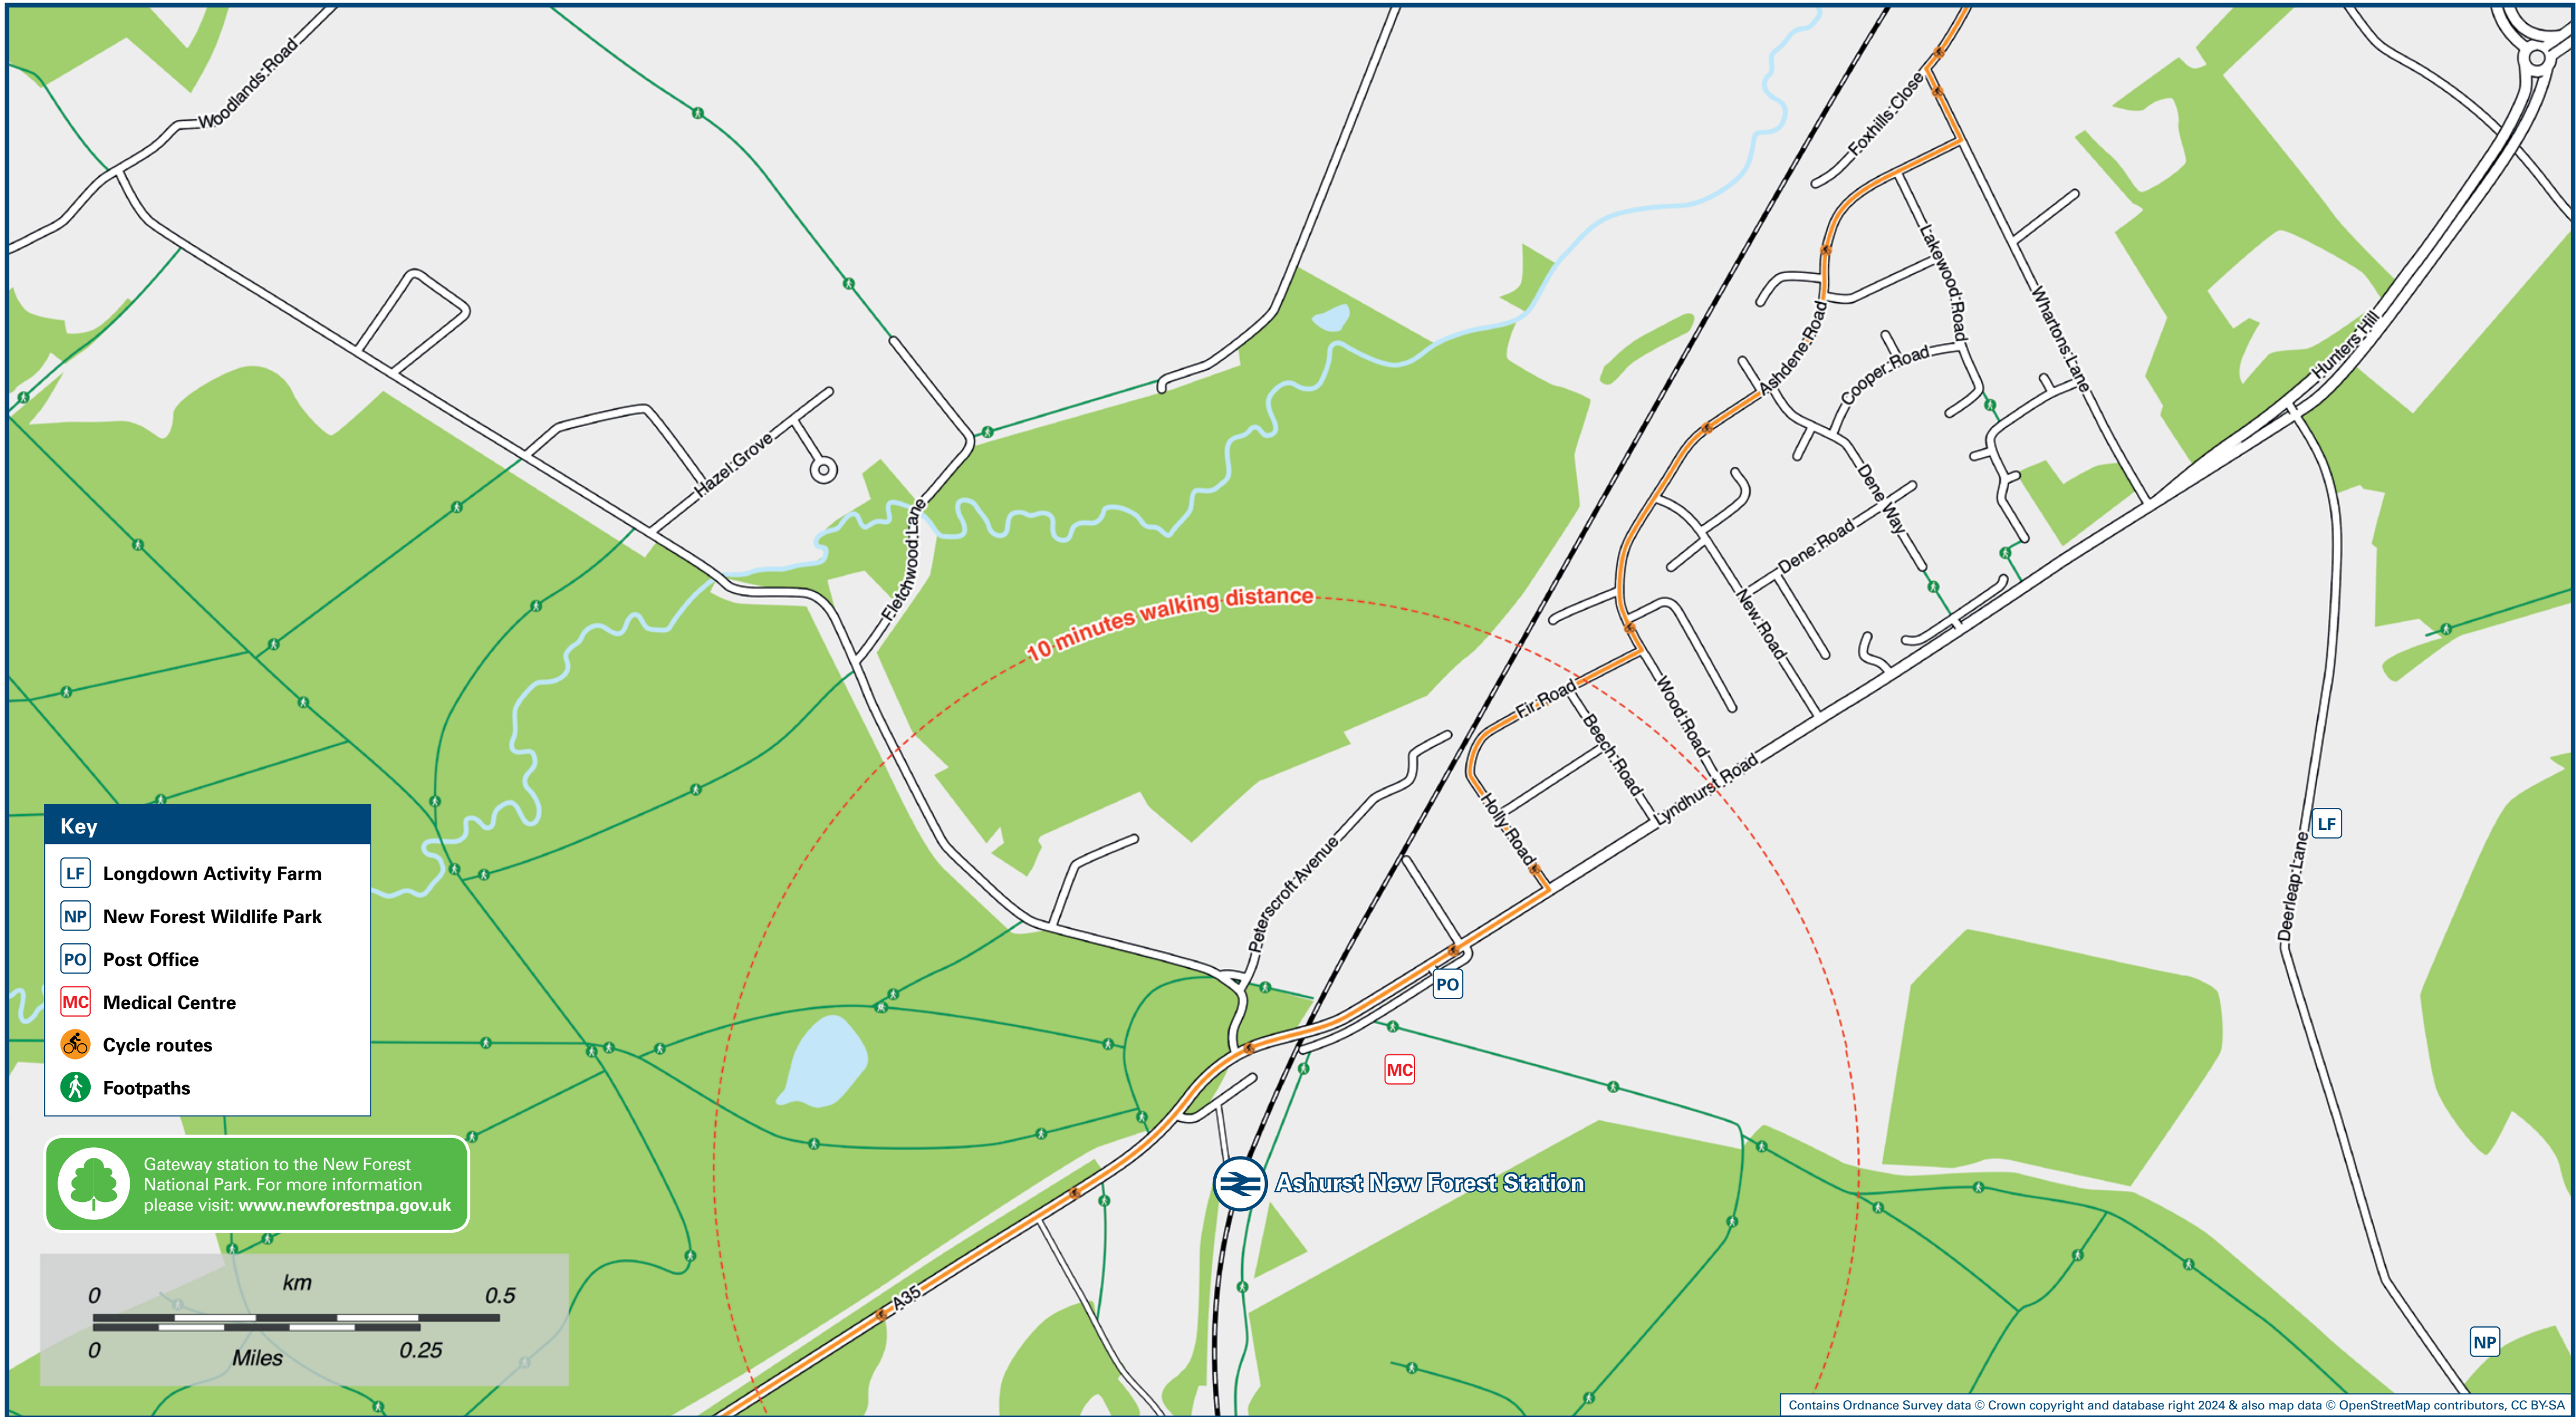 Woodlands Road
Foxhills Close
Lakewood Road
Whartons Lane
Hunters Hill
Ashdene Road
Cooper Road
Hazel Grove
Dene Way
Dene Road
Fletchwood Lane
New Road
10 minutes walking distance
Fir Road
Wood Road
Beech Road
Lyndhurst Road
Holly Road
Peterscroft Avenue
Deerleap Lane
LF
PO
MC
Ashurst New Forest Station
A35
NP
Key
LF Longdown Activity Farm
NP New Forest Wildlife Park
PO Post Office
MC Medical Centre
Cycle routes
Footpaths
Gateway station to the New Forest
National Park. For more information
please visit: www.newforestnpa.gov.uk
km
0 0.5
0 0.25
Miles
Contains Ordnance Survey data © Crown copyright and database right 2024 & also map data © OpenStreetMap contributors, CC BY-SA